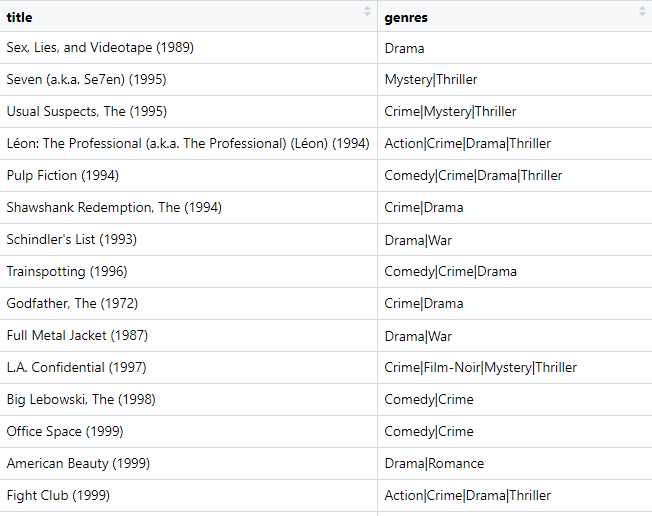 title genres
Sex, Lies, and Videotape (1989) Drama
Seven (a.k.a. Se7en) (1995) Mystery|Thriller
Usual Suspects, The (1995) Crime|Mystery|Thriller
Léon: The Professional (a.k.a. The Professional) (Léon) (1994) Action|Crime|Drama|Thriller
Pulp Fiction (1994) Comedy|Crime|Drama|Thriller
Shawshank Redemption, The (1994) Crime|Drama
Schindler's List (1993) Drama|War
Trainspotting (1996) Comedy|Crime|Drama
Godfather, The (1972) Crime|Drama
Full Metal Jacket (1987) Drama|War
L.A. Confidential (1997) Crime|Film-Noir|Mystery|Thriller
Big Lebowski, The (1998) Comedy|Crime
Office Space (1999) Comedy|Crime
American Beauty (1999) Drama|Romance
Fight Club (1999) Action|Crime|Drama|Thriller